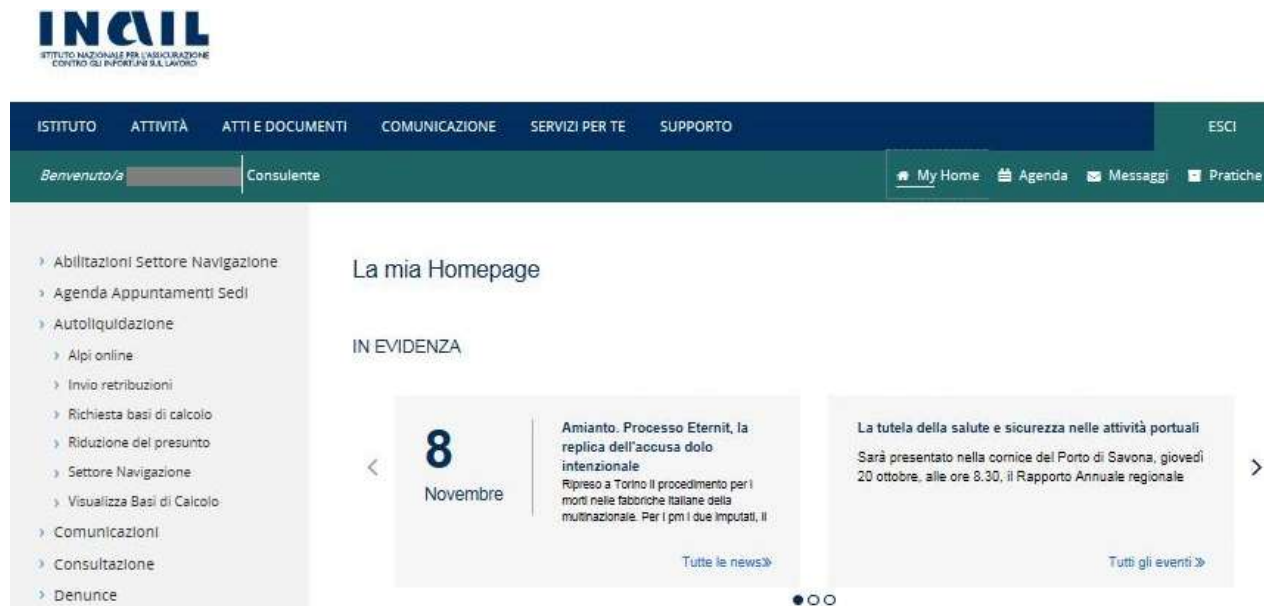 INAIL
ISTITUTO NAZIONALE PER L'ASSICURAZIONE
CONTRO GLI INFORTUNI SUL LAVORO
ISTITUTO ATTIVITÀ ATTI E DOCUMENTI COMUNICAZIONE SERVIZI PER TE SUPPORTO ESCI
Benvenuto/a Consulente My Home Agenda Messaggi Pratiche
Abilitazioni Settore Navigazione
Agenda Appuntamenti Sedi
Autoliquidazione
Alpi online
Invio retribuzioni
Richiesta basi di calcolo
Riduzione del presunto
Settore Navigazione
Visualizza Basi di Calcolo
Comunicazioni
Consultazione
Denunce
La mia Homepage
IN EVIDENZA
8
Novembre
Amianto. Processo Eternit, la
replica dell'accusa dolo
intenzionale
Ripreso a Torino il procedimento per i
morti nelle fabbriche italiane della
multinazionale. Per i pm i due imputati, il
Tutte le news»
La tutela della salute e sicurezza nelle attività portuali
Sarà presentato nella cornice del Porto di Savona, giovedì
20 ottobre, alle ore 8.30, il Rapporto Annuale regionale
Tutti gli eventi »